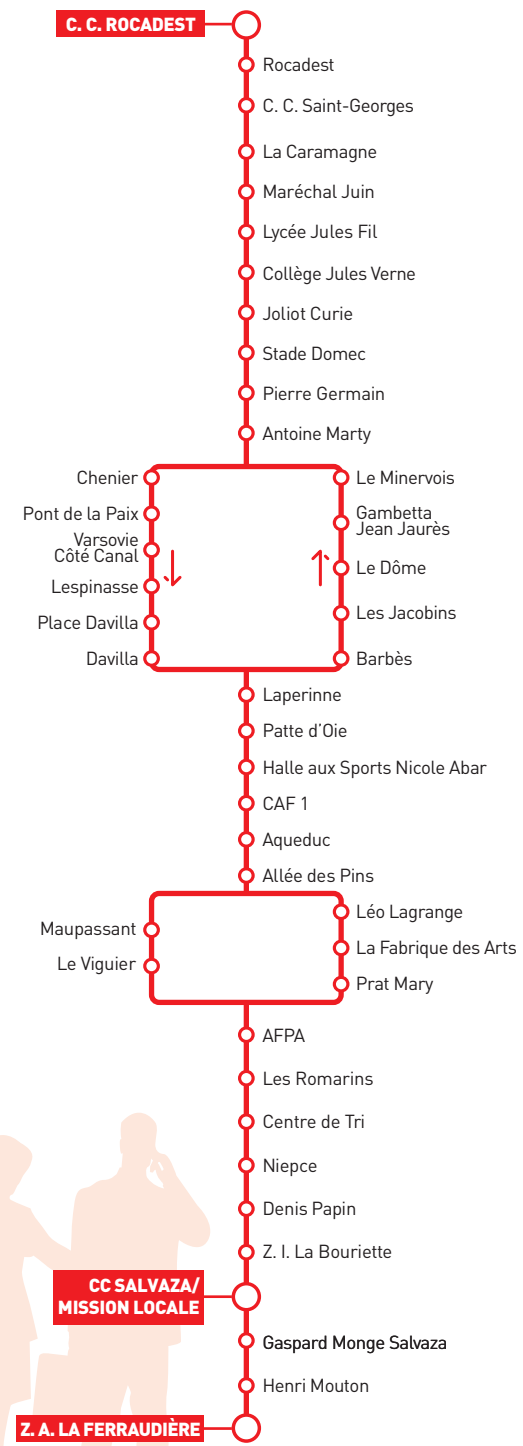 C. C. ROCADEST
Rocadest
C. C. Saint-Georges
La Caramagne
Maréchal Juin
Lycée Jules Fil
Collège Jules Verne
Joliot Curie
Stade Domec
Pierre Germain
Antoine Marty
Chenier
Pont de la Paix
Varsovie
Côté Canal
Lespinasse
Place Davilla
Davilla
Le Minervois
Gambetta
Jean Jaurès
Le Dôme
Les Jacobins
Barbès
Laperinne
Patte d'Oie
Halle aux Sports Nicole Abar
CAF 1
Aqueduc
Allée des Pins
Maupassant
Le Viguier
Léo Lagrange
La Fabrique des Arts
Prat Mary
AFPA
Les Romarins
Centre de Tri
Niepce
Denis Papin
Z. I. La Bouriette
CC SALVAZA/
MISSION LOCALE
Gaspard Monge Salvaza
Henri Mouton
Z. A. LA FERRAUDIÈRE